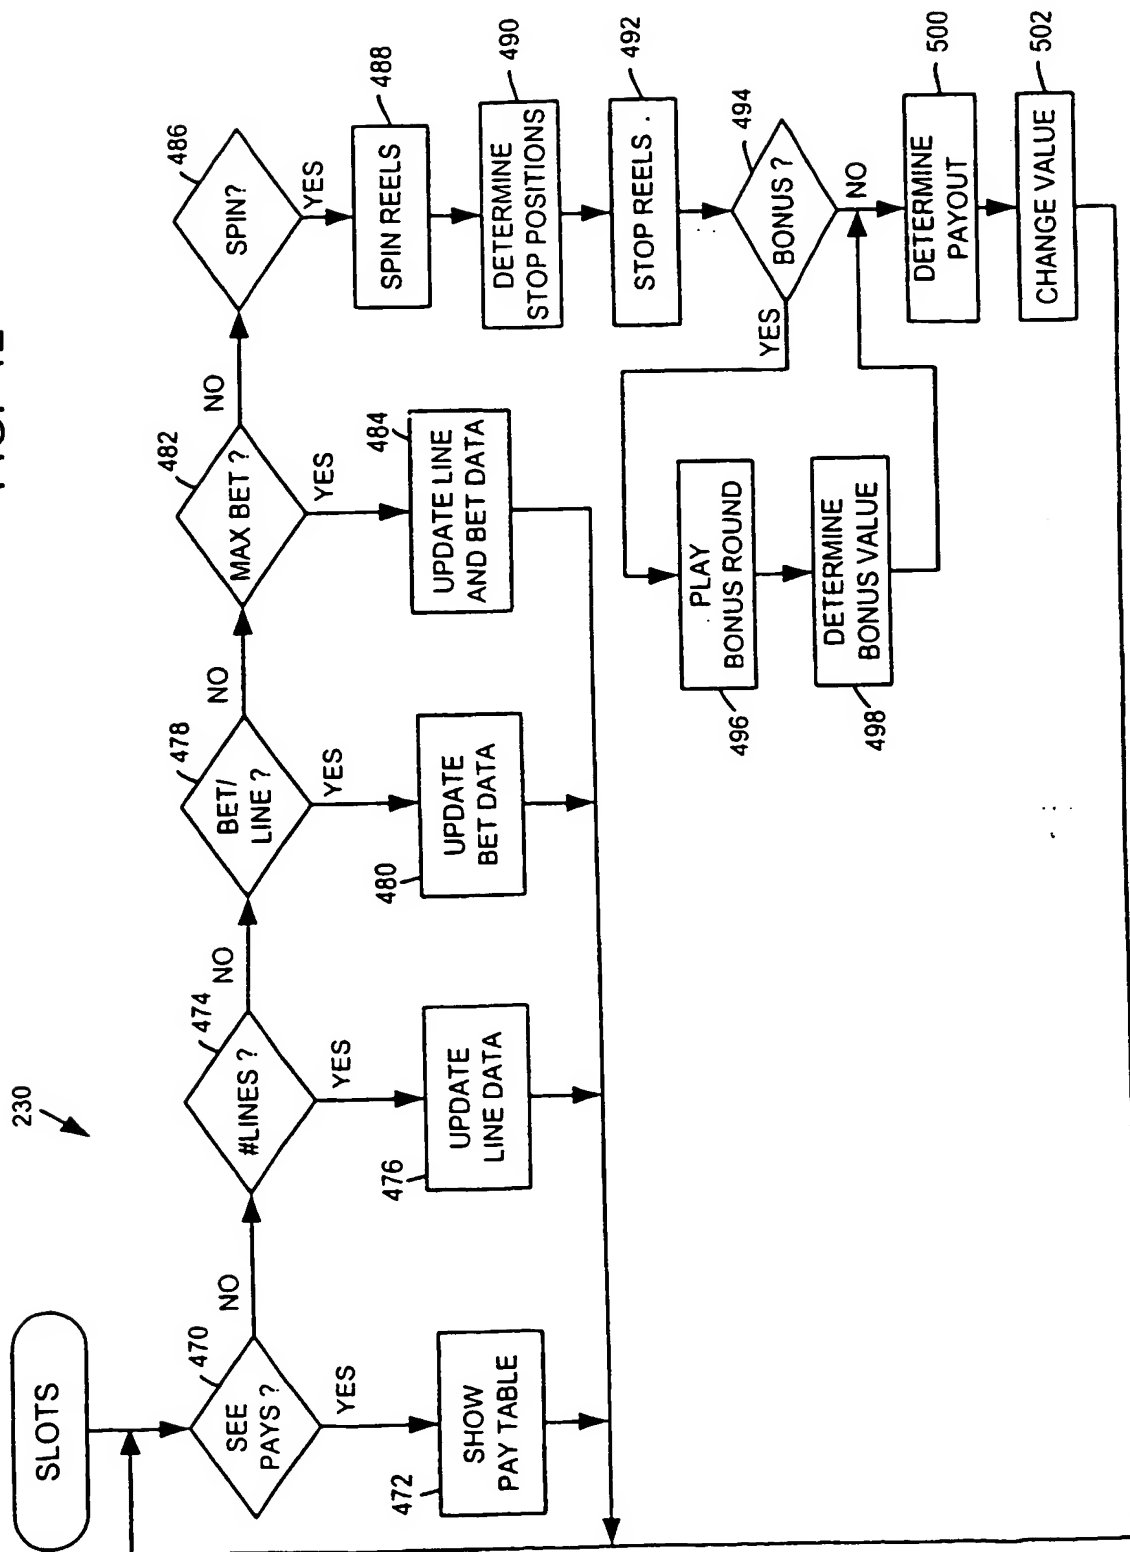 230
SLOTS
470
SEE
PAYS ?
NO
YES
472
SHOW
PAY TABLE
474
#LINES ?
NO
YES
476
UPDATE
LINE DATA
478
BET/
LINE ?
NO
YES
480
UPDATE
BET DATA
482
MAX BET ?
NO
YES
484
UPDATE LINE
AND BET DATA
486
SPIN?
YES
488
SPIN REELS
490
DETERMINE
STOP POSITIONS
492
STOP REELS
494
BONUS ?
YES
NO
496
PLAY
BONUS ROUND
498
DETERMINE
BONUS VALUE
500
DETERMINE
PAYOUT
502
CHANGE VALUE